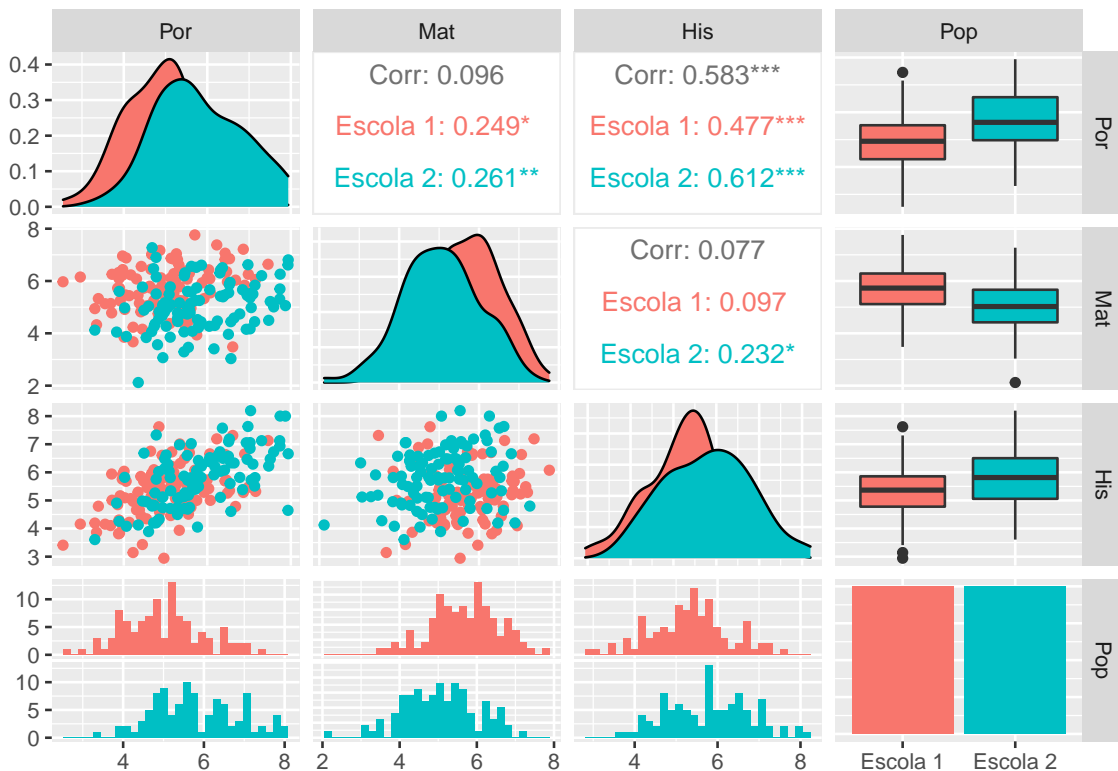 Por Mat His Pop
0.4
0.3
0.2
0.1
0.0
Corr: 0.096
Escola 1: 0.249*
Escola 2: 0.261**
Corr: 0.583***
Escola 1: 0.477***
Escola 2: 0.612***
Por
8
6
4
2
Corr: 0.077
Escola 1: 0.097
Escola 2: 0.232*
Mat
8
7
6
5
4
3
His
10
5
0
10
5
0
Pop
4 6 8 2 4 6 8 4 6 8 Escola 1 Escola 2